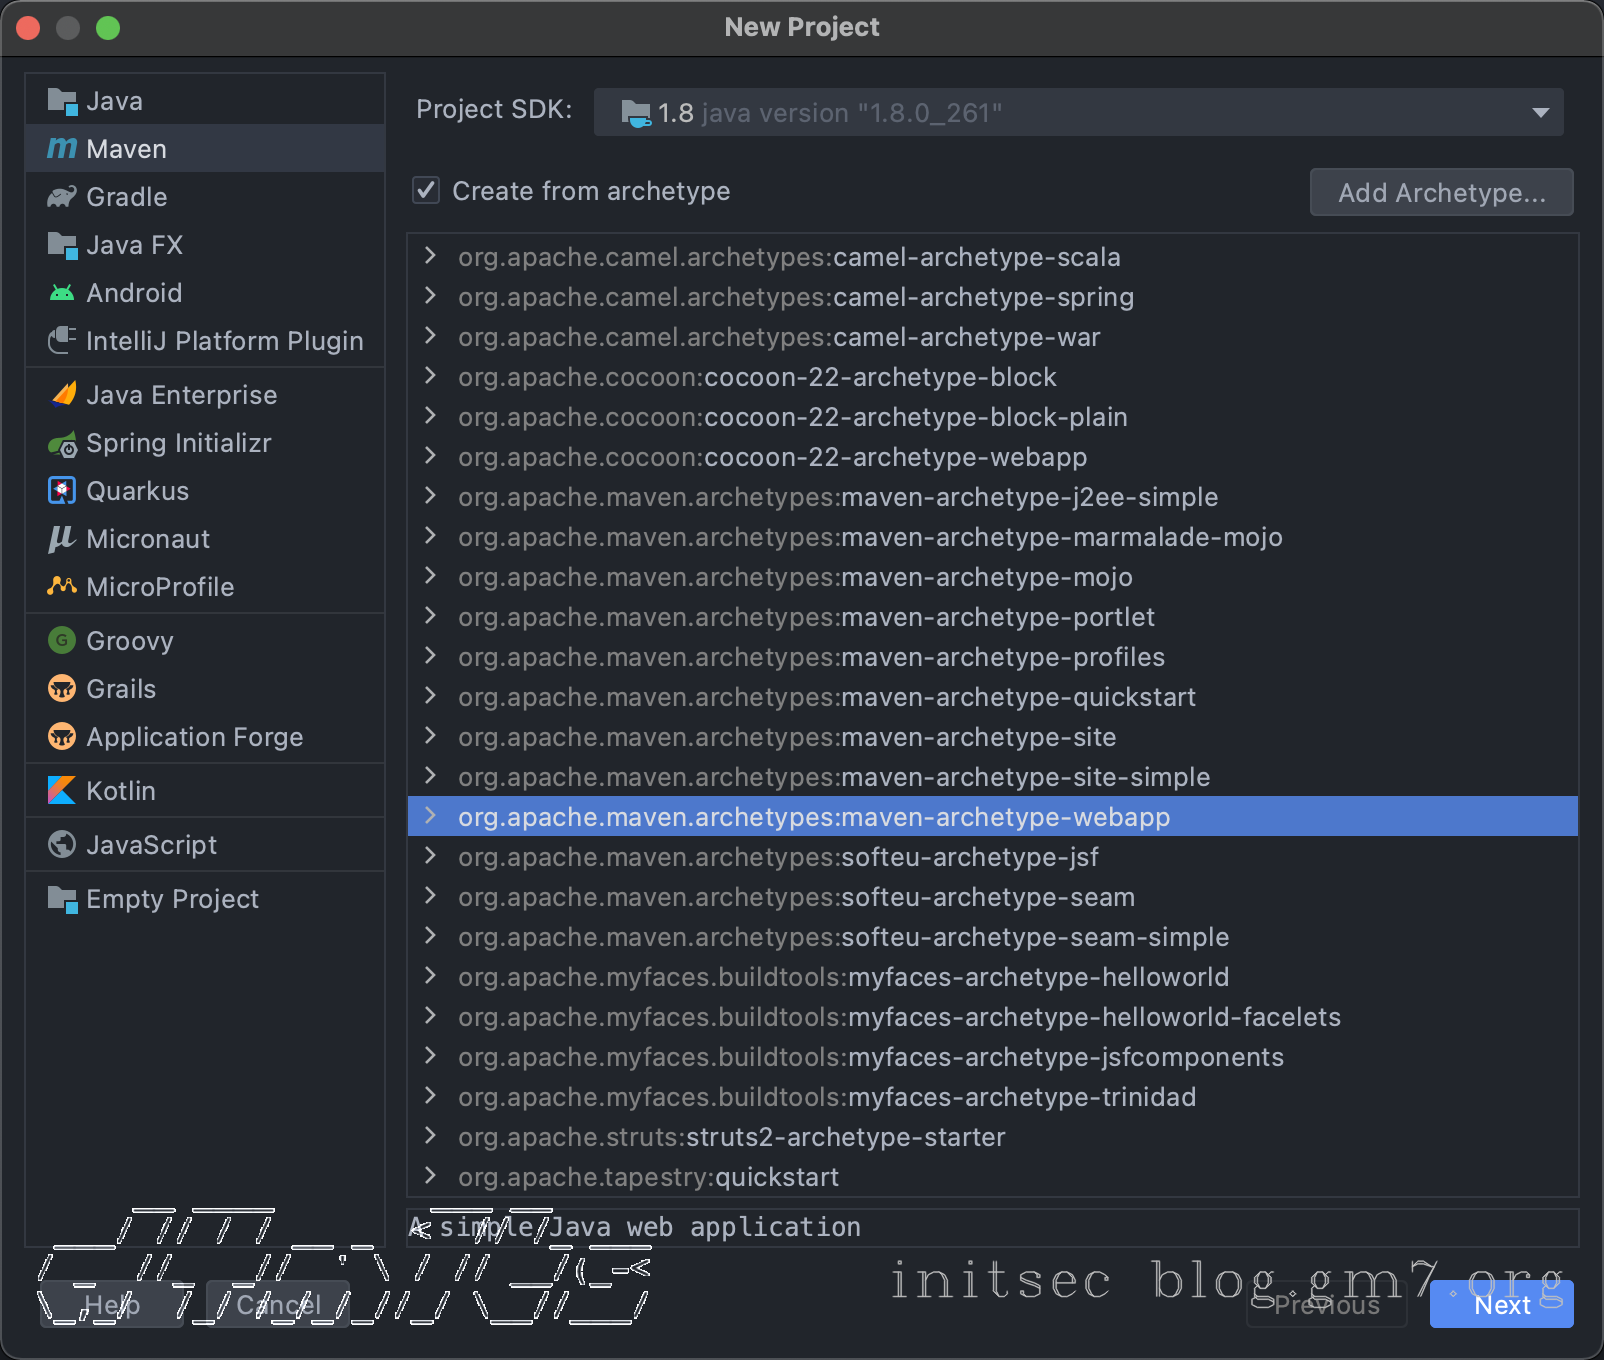 New Project
Java
Maven
Gradle
Java FX
Android
IntelliJ Platform Plugin
Java Enterprise
Spring Initializr
Quarkus
Micronaut
MicroProfile
Groovy
Grails
Application Forge
Kotlin
JavaScript
Empty Project
Project SDK: 1.8 java version "1.8.0_261"
Create from archetype
Add Archetype...
org.apache.camel.archetypes:camel-archetype-scala
org.apache.camel.archetypes:camel-archetype-spring
org.apache.camel.archetypes:camel-archetype-war
org.apache.cocoon:cocoon-22-archetype-block
org.apache.cocoon:cocoon-22-archetype-block-plain
org.apache.cocoon:cocoon-22-archetype-webapp
org.apache.maven.archetypes:maven-archetype-j2ee-simple
org.apache.maven.archetypes:maven-archetype-marmalade-mojo
org.apache.maven.archetypes:maven-archetype-mojo
org.apache.maven.archetypes:maven-archetype-portlet
org.apache.maven.archetypes:maven-archetype-profiles
org.apache.maven.archetypes:maven-archetype-quickstart
org.apache.maven.archetypes:maven-archetype-site
org.apache.maven.archetypes:maven-archetype-site-simple
org.apache.maven.archetypes:maven-archetype-webapp
org.apache.maven.archetypes:softeu-archetype-jsf
org.apache.maven.archetypes:softeu-archetype-seam
org.apache.maven.archetypes:softeu-archetype-seam-simple
org.apache.myfaces.buildtools:myfaces-archetype-helloworld
org.apache.myfaces.buildtools:myfaces-archetype-helloworld-facelets
org.apache.myfaces.buildtools:myfaces-archetype-jsfcomponents
org.apache.myfaces.buildtools:myfaces-archetype-trinidad
org.apache.struts:struts2-archetype-starter
org.apache.tapestry:quickstart
A simple Java web application
initsec blog.gm7.org
Help
Cancel
Previous
Next